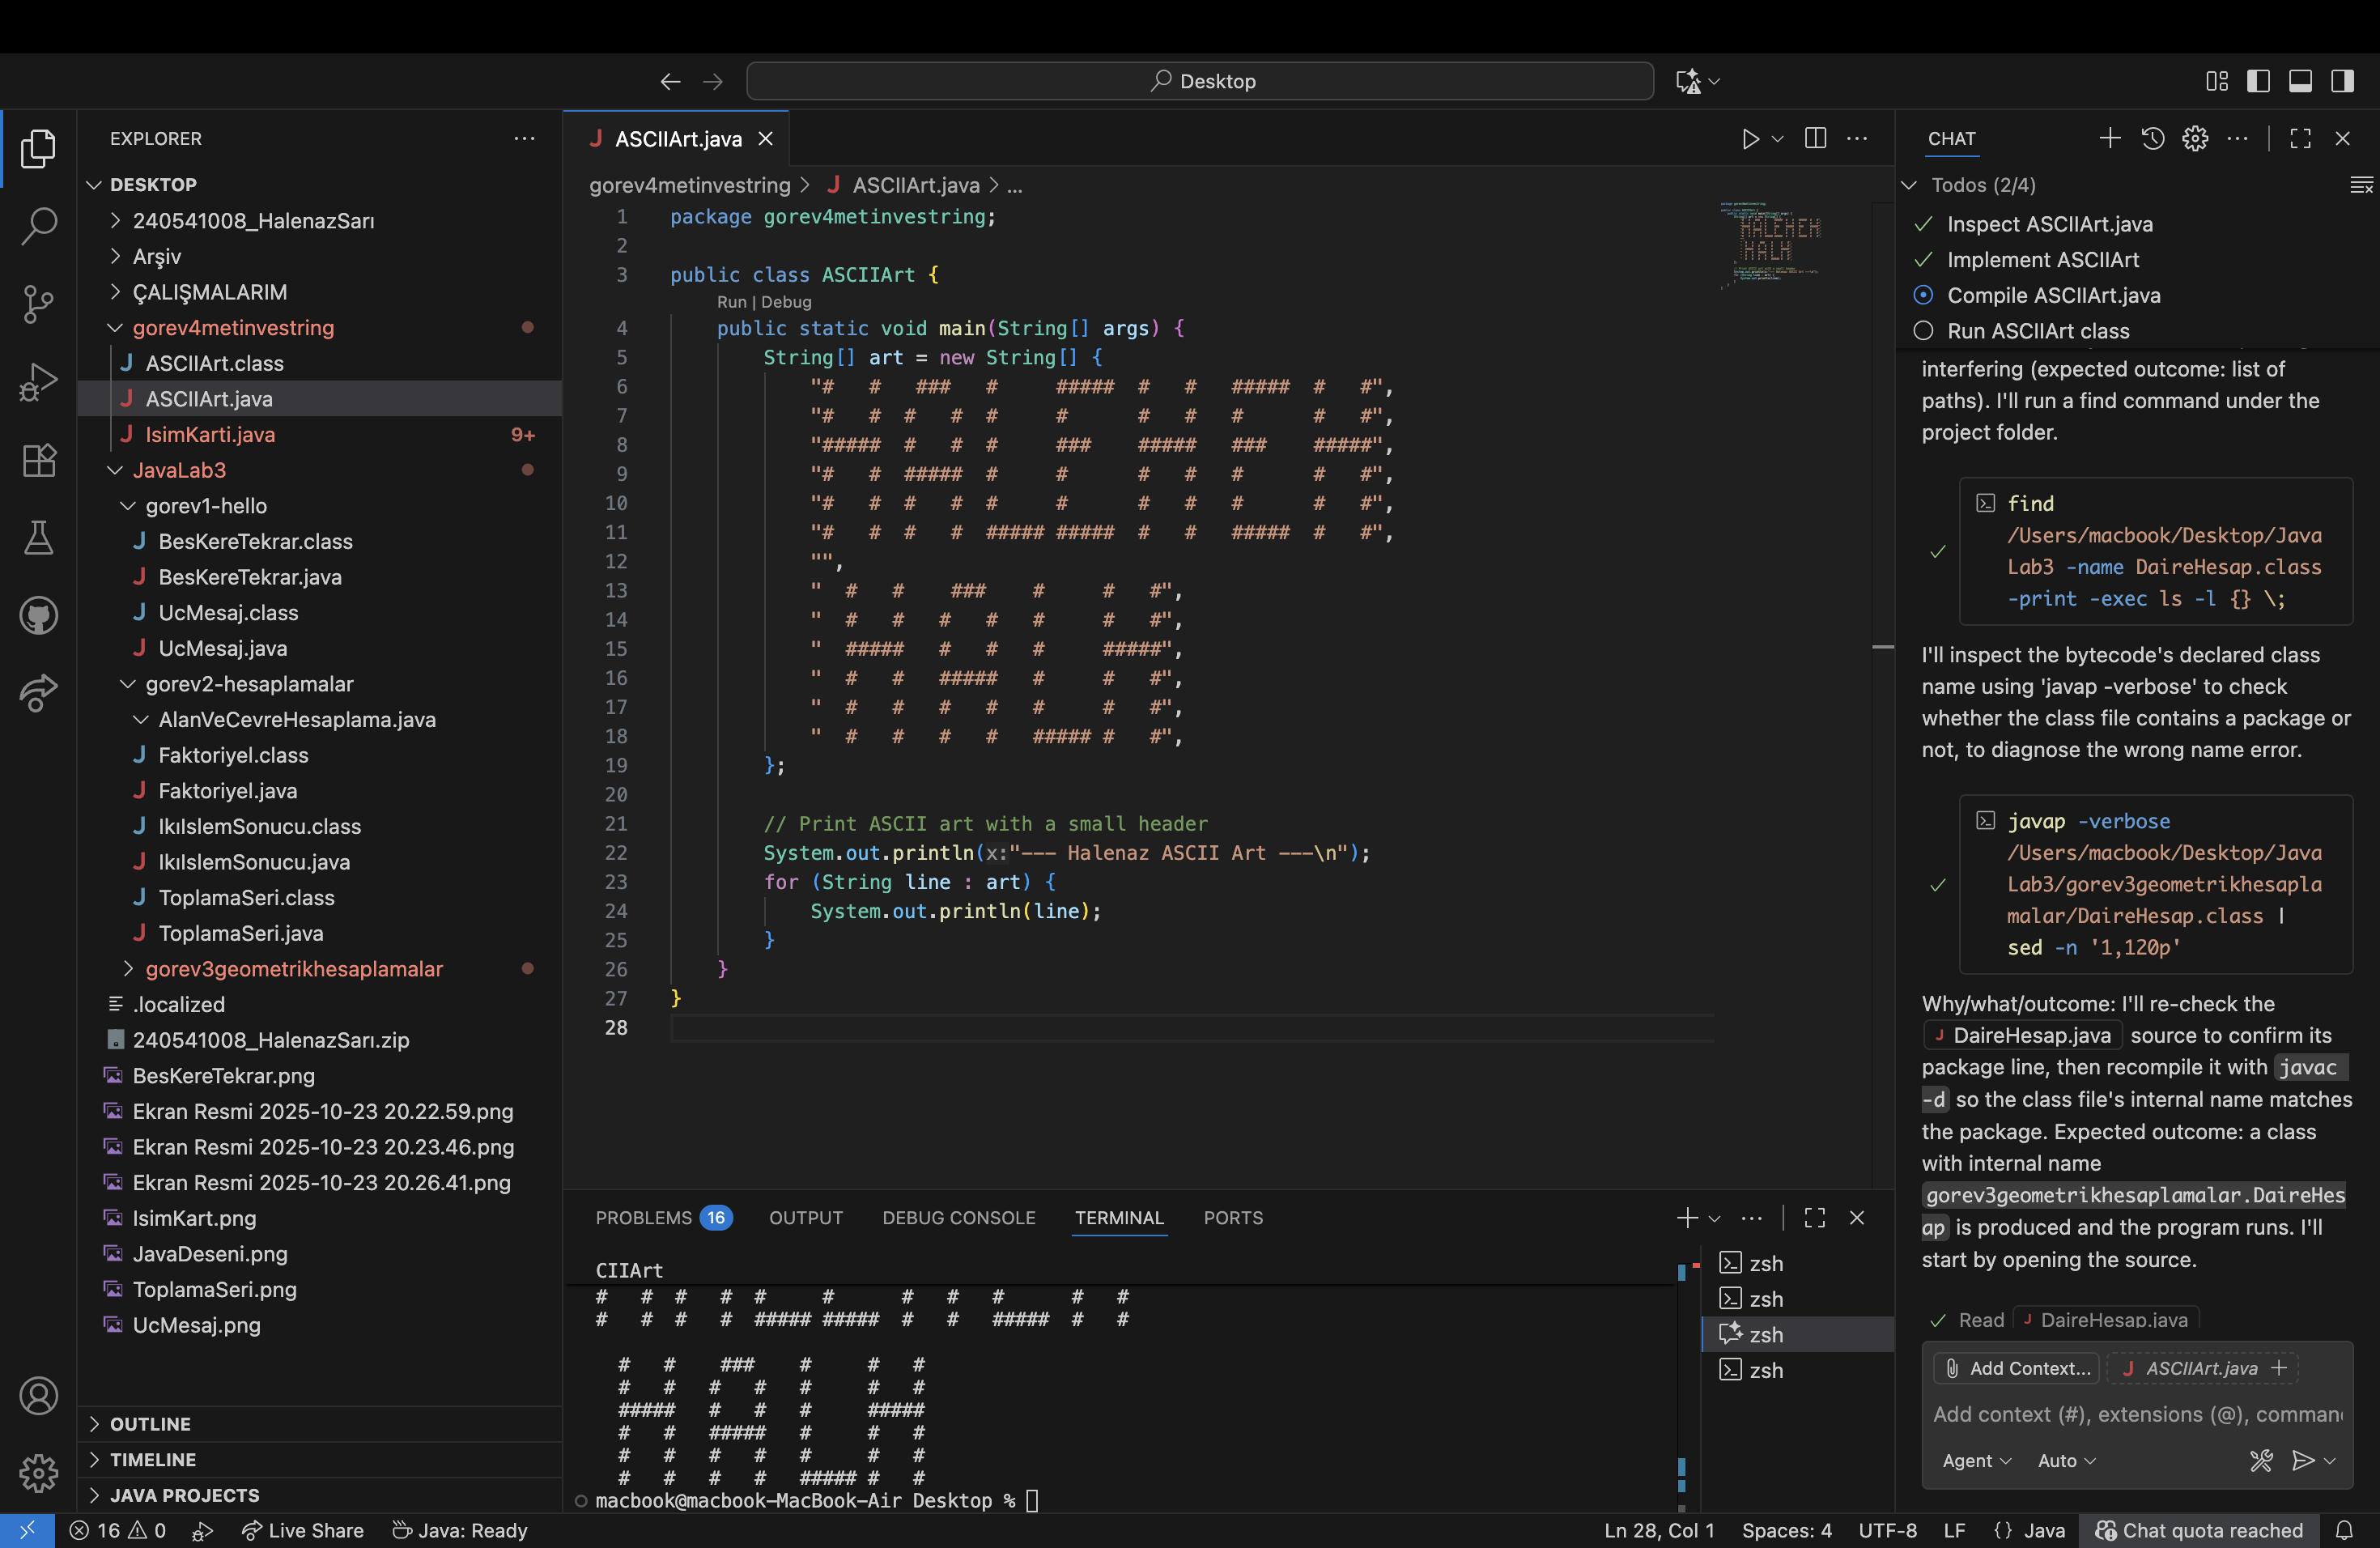 Desktop
EXPLORER
DESKTOP
240541008_HalenazSarı
Arşiv
ÇALIŞMALARIM
gorev4metinvestring
ASCIIArt.class
ASCIIArt.java
IsimKarti.java 9+
JavaLab3
gorev1-hello
BesKereTekrar.class
BesKereTekrar.java
UcMesaj.class
UcMesaj.java
gorev2-hesaplamalar
AlanVeCevreHesaplama.java
Faktoriyel.class
Faktoriyel.java
IkıIslemSonucu.class
IkıIslemSonucu.java
ToplamaSeri.class
ToplamaSeri.java
gorev3geometrikhesaplamalar
.localized
240541008_HalenazSarı.zip
BesKereTekrar.png
Ekran Resmi 2025-10-23 20.22.59.png
Ekran Resmi 2025-10-23 20.23.46.png
Ekran Resmi 2025-10-23 20.26.41.png
IsimKart.png
JavaDeseni.png
ToplamaSeri.png
UcMesaj.png
OUTLINE
TIMELINE
JAVA PROJECTS
ASCIIArt.java
gorev4metinvestring > ASCIIArt.java > ...
1 package gorev4metinvestring;
2
3 public class ASCIIArt {
Run | Debug
4     public static void main(String[] args) {
5         String[] art = new String[] {
6             "#   #   ###   #     #####  #   #   #####  #   #",
7             "#   # #   # #     #      #   # #      #   #",
8             "##### #   # #     ###    ##### ###    #####",
9             "#   # ##### #     #      #   # #      #   #",
10             "#   # #   # #     #      #   # #      #   #",
11             "#   # #   # ##### #####  #   #   #####  #   #",
12             "",
13             "  #   #    ###    #     #   #",
14             "  #   #   #   #   #     #   #",
15             "  #####   #   #   #     #####",
16             "  #   #   #####   #     #   #",
17             "  #   #   #   #   #     #   #",
18             "  #   #   #   #   ##### #   #",
19         };
20
21         // Print ASCII art with a small header
22         System.out.println(x:"--- Halenaz ASCII Art ---\n");
23         for (String line : art) {
24             System.out.println(line);
25         }
26     }
27 }
28
PROBLEMS 16 OUTPUT DEBUG CONSOLE TERMINAL PORTS
CIIArt
#   # #   # #     #      #   #   #      #   #
#   # #   # ##### #####  #   #   #####  #   #
  #   #    ###    #     #   #
  #   #   #   #   #     #   #
  #####   #   #   #     #####
  #   #   #####   #     #   #
  #   #   #   #   #     #   #
  #   #   #   #   ##### #   #
macbook@macbook-MacBook-Air Desktop %
zsh
zsh
zsh
zsh
CHAT
Todos (2/4)
Inspect ASCIIArt.java
Implement ASCIIArt
Compile ASCIIArt.java
Run ASCIIArt class
interfering (expected outcome: list of
paths). I'll run a find command under the
project folder.
find
/Users/macbook/Desktop/Java
Lab3 -name DaireHesap.class
-print -exec ls -l {} \;
I'll inspect the bytecode's declared class
name using 'javap -verbose' to check
whether the class file contains a package or
not, to diagnose the wrong name error.
javap -verbose
/Users/macbook/Desktop/Java
Lab3/gorev3geometrikhesapla
malar/DaireHesap.class |
sed -n '1,120p'
Why/what/outcome: I'll re-check the
DaireHesap.java source to confirm its
package line, then recompile it with javac
-d so the class file's internal name matches
the package. Expected outcome: a class
with internal name
gorev3geometrikhesaplamalar.DaireHes
ap is produced and the program runs. I'll
start by opening the source.
Read DaireHesap.java
Add Context... ASCIIArt.java +
Add context (#), extensions (@), comman
Agent Auto
16 0 Live Share Java: Ready
Ln 28, Col 1 Spaces: 4 UTF-8 LF {} Java Chat quota reached